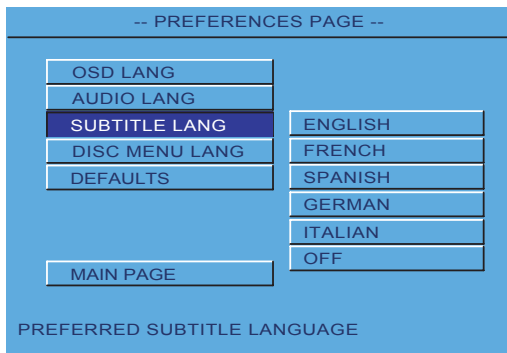 -- PREFERENCES PAGE --
OSD LANG
AUDIO LANG
SUBTITLE LANG
DISC MENU LANG
DEFAULTS
MAIN PAGE
ENGLISH
FRENCH
SPANISH
GERMAN
ITALIAN
OFF
PREFERRED SUBTITLE LANGUAGE